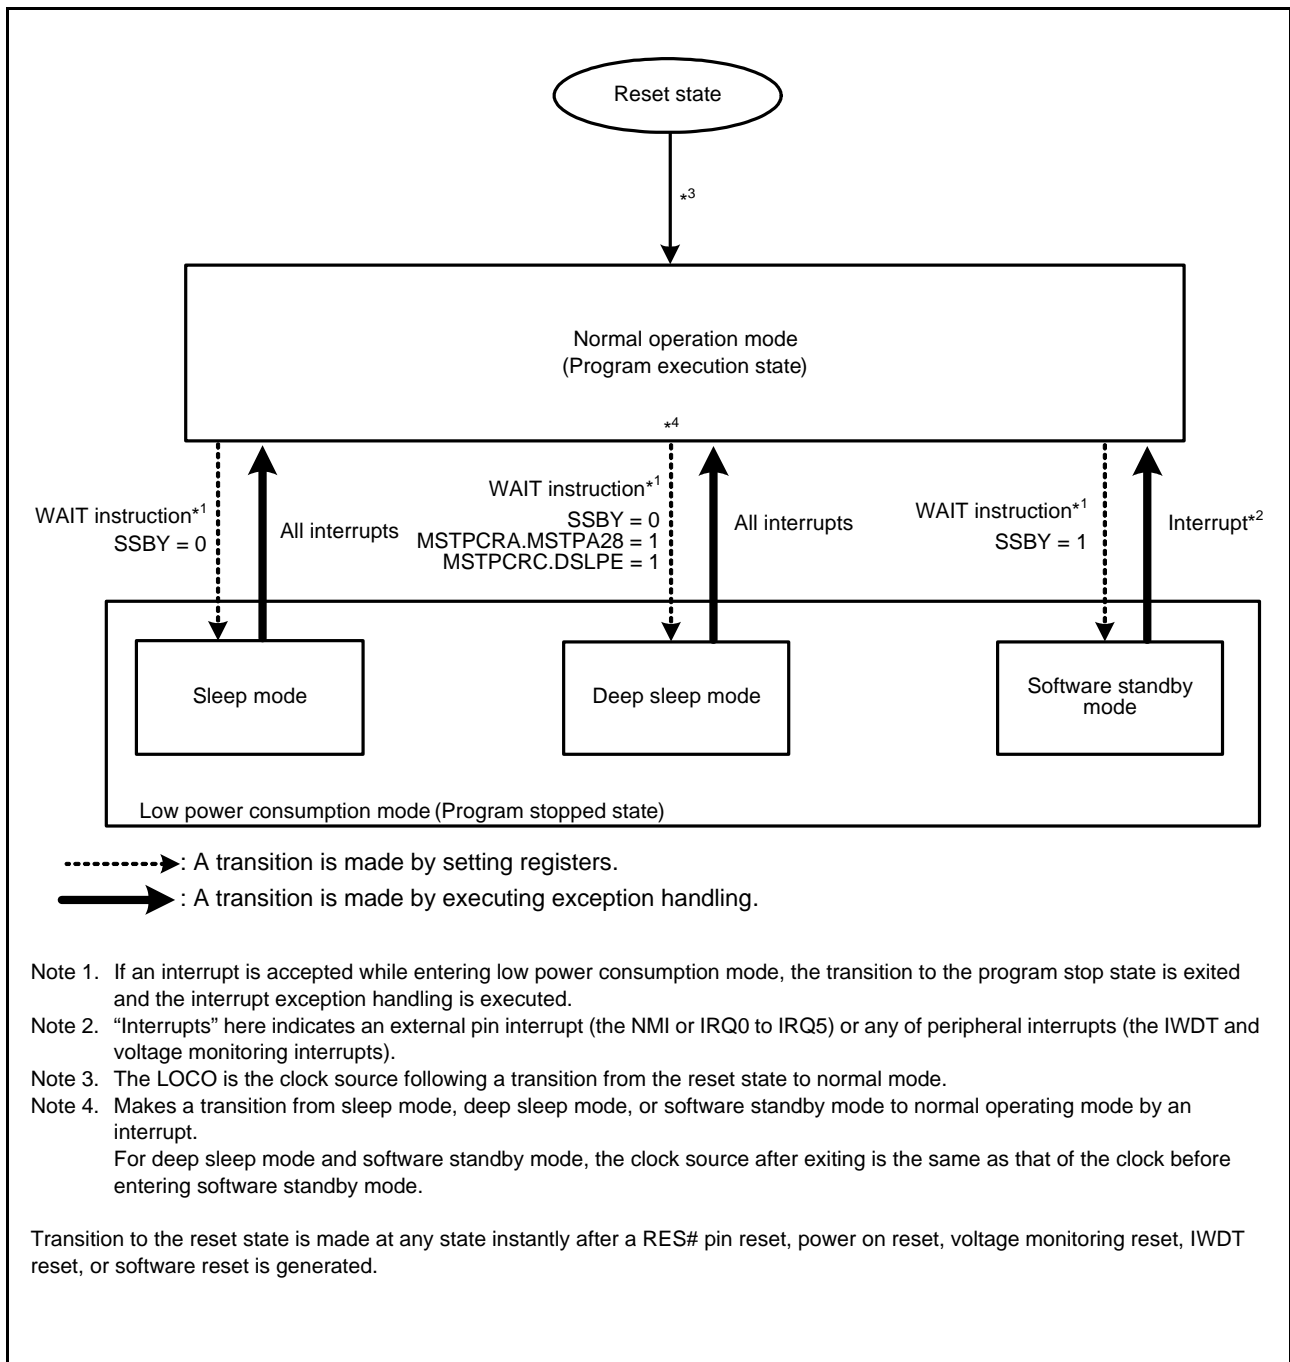 Reset state
*3
Normal operation mode
(Program execution state)
*4
WAIT instruction*1
SSBY = 0
All interrupts
WAIT instruction*1
SSBY = 0
MSTPCRA.MSTPA28 = 1
MSTPCRC.DSLPE = 1
All interrupts
WAIT instruction*1
SSBY = 1
Interrupt*2
Sleep mode
Deep sleep mode
Software standby
mode
Low power consumption mode (Program stopped state)
: A transition is made by setting registers.
: A transition is made by executing exception handling.
Note 1. If an interrupt is accepted while entering low power consumption mode, the transition to the program stop state is exited
and the interrupt exception handling is executed.
Note 2. “Interrupts” here indicates an external pin interrupt (the NMI or IRQ0 to IRQ5) or any of peripheral interrupts (the IWDT and
voltage monitoring interrupts).
Note 3. The LOCO is the clock source following a transition from the reset state to normal mode.
Note 4. Makes a transition from sleep mode, deep sleep mode, or software standby mode to normal operating mode by an
interrupt.
For deep sleep mode and software standby mode, the clock source after exiting is the same as that of the clock before
entering software standby mode.
Transition to the reset state is made at any state instantly after a RES# pin reset, power on reset, voltage monitoring reset, IWDT
reset, or software reset is generated.